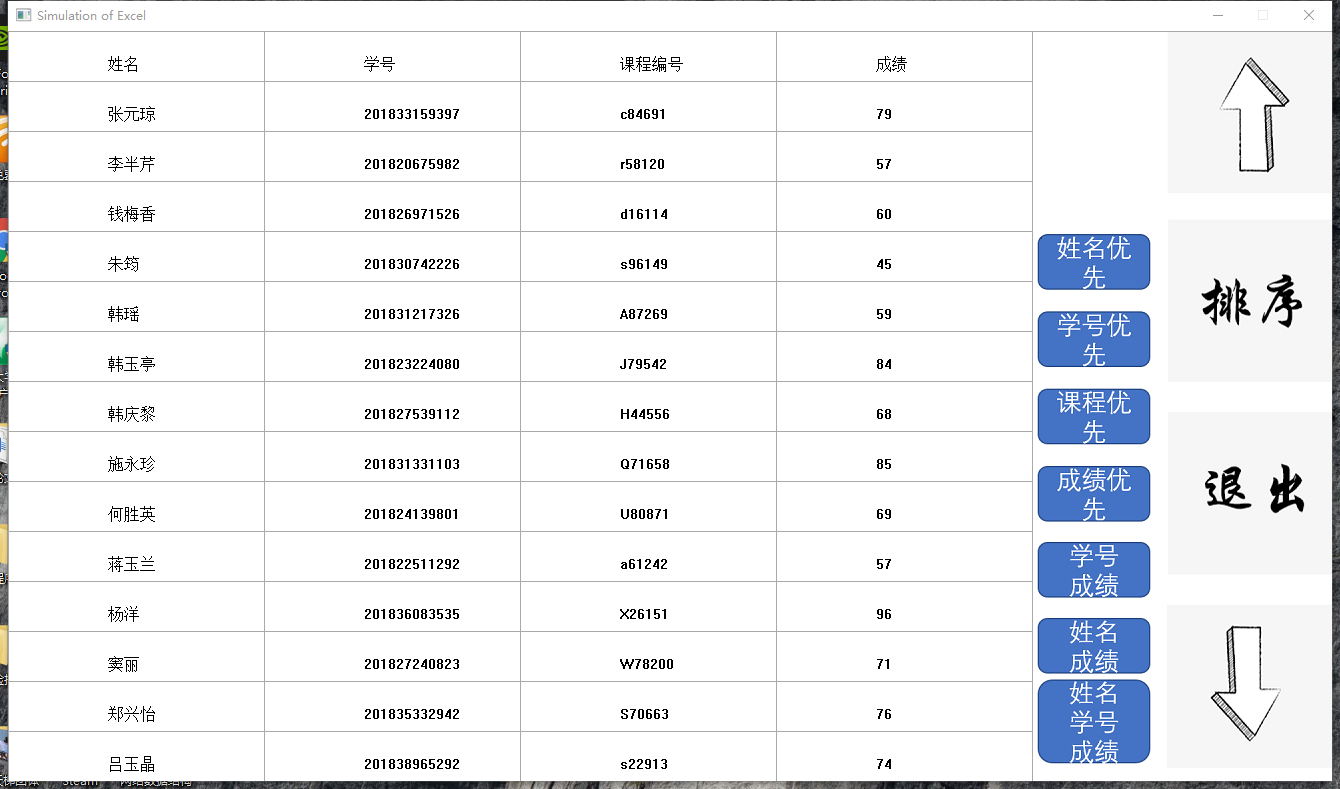 Simulation of Excel
姓名 学号 课程编号 成绩
张元琼 201833159397 c84691 79
李半芹 201820675982 r58120 57
钱梅香 201826971526 d16114 60
朱筠 201830742226 s96149 45
韩瑶 201831217326 A87269 59
韩玉亭 201823224080 J79542 84
韩庆黎 201827539112 H44556 68
施永珍 201831331103 Q71658 85
何胜英 201824139801 U80871 69
蒋玉兰 201822511292 a61242 57
杨洋 201836083535 X26151 96
窦丽 201827240823 W78200 71
郑兴怡 201835332942 S70663 76
吕玉晶 201838965292 s22913 74
姓名优
先
学号优
先
课程优
先
成绩优
先
学号
成绩
姓名
成绩
姓名
学号
成绩
排序
退出